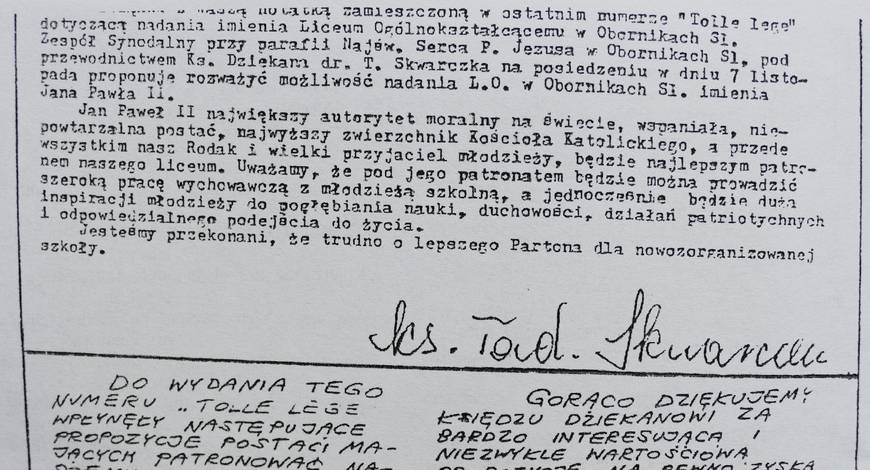 z waszą notatką zamieszczoną w ostatnim numerze "Tolle lege"
dotyczącą nadania imienia Liceum Ogólnokształcącemu w Obornikach Sl.
Zespół Synodalny przy parafii Najśw. Serca P. Jezusa w Obornikach Sl, pod
przewodnictwem Ks. Dziekana dr. T. Skwarczka na posiedzeniu w dniu 7 listo-
pada proponuje rozważyć możliwość nadania L.O. w Obornikach Sl. imienia
Jana Pawła II.
Jan Paweł II największy autorytet moralny na świecie, wspaniała, nie-
powtarzalna postać, najwyższy zwierzchnik Kościoła Katolickiego, a przede
wszystkim nasz Rodak i wielki przyjaciel młodzieży, będzie najlepszym patro-
nem naszego liceum. Uważamy, że pod jego patronatem będzie można prowadzić
szeroką pracę wychowawczą z młodzieżą szkolną, a jednocześnie będzie dużą
inspiracji młodzieży do pogłębiania nauki, duchowości, działań patriotycznych
i odpowiedzialnego podejścia do życia.
Jesteśmy przekonani, że trudno o lepszego Partona dla nowozorganizowanej
szkoły.
ks. Tad. Skwarczek
DO WYDANIA TEGO
NUMERU "TOLLE LEGE
WPŁYNĘŁY NASTĘPUJĄCE
PROPOZYCJE POSTACI MA-
JĄCYCH PATRONOWAĆ NA-
GORĄCO DZIĘKUJEMY
KSIĘDZU DZIEKANOWI ZA
BARDZO INTERESUJĄCĄ I
NIEZWYKLE WARTOŚCIOWĄ